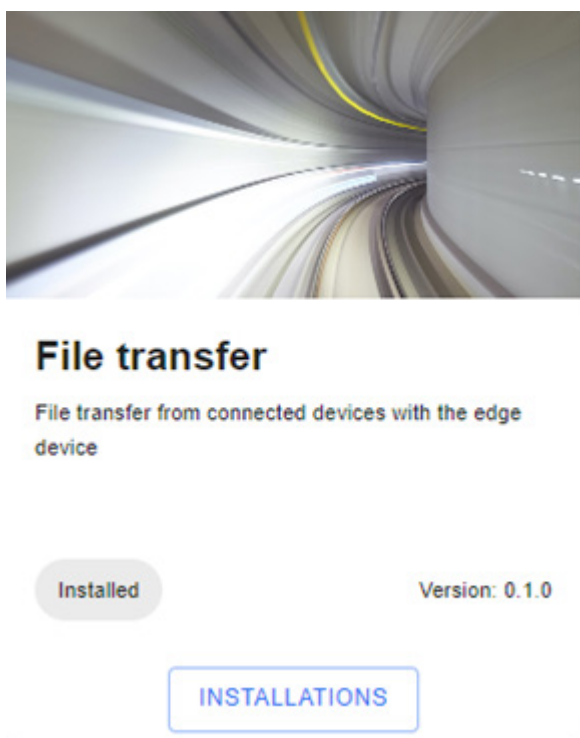 File transfer
File transfer from connected devices with the edge
device
Installed
Version: 0.1.0
INSTALLATIONS